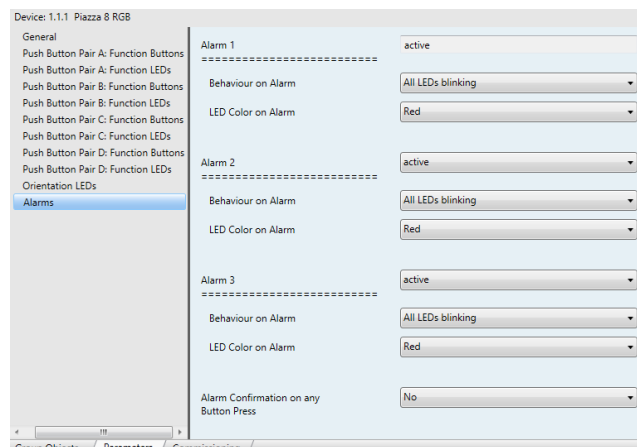 Device: 1.1.1 Piazza 8 RGB
General
Push Button Pair A: Function Buttons
Push Button Pair A: Function LEDs
Push Button Pair B: Function Buttons
Push Button Pair B: Function LEDs
Push Button Pair C: Function Buttons
Push Button Pair C: Function LEDs
Push Button Pair D: Function Buttons
Push Button Pair D: Function LEDs
Orientation LEDs
Alarms
Alarm 1 active
===========================
Behaviour on Alarm All LEDs blinking
LED Color on Alarm Red
Alarm 2 active
===========================
Behaviour on Alarm All LEDs blinking
LED Color on Alarm Red
Alarm 3 active
===========================
Behaviour on Alarm All LEDs blinking
LED Color on Alarm Red
Alarm Confirmation on any No
Button Press
Group Objects / Parameters / Commissioning /